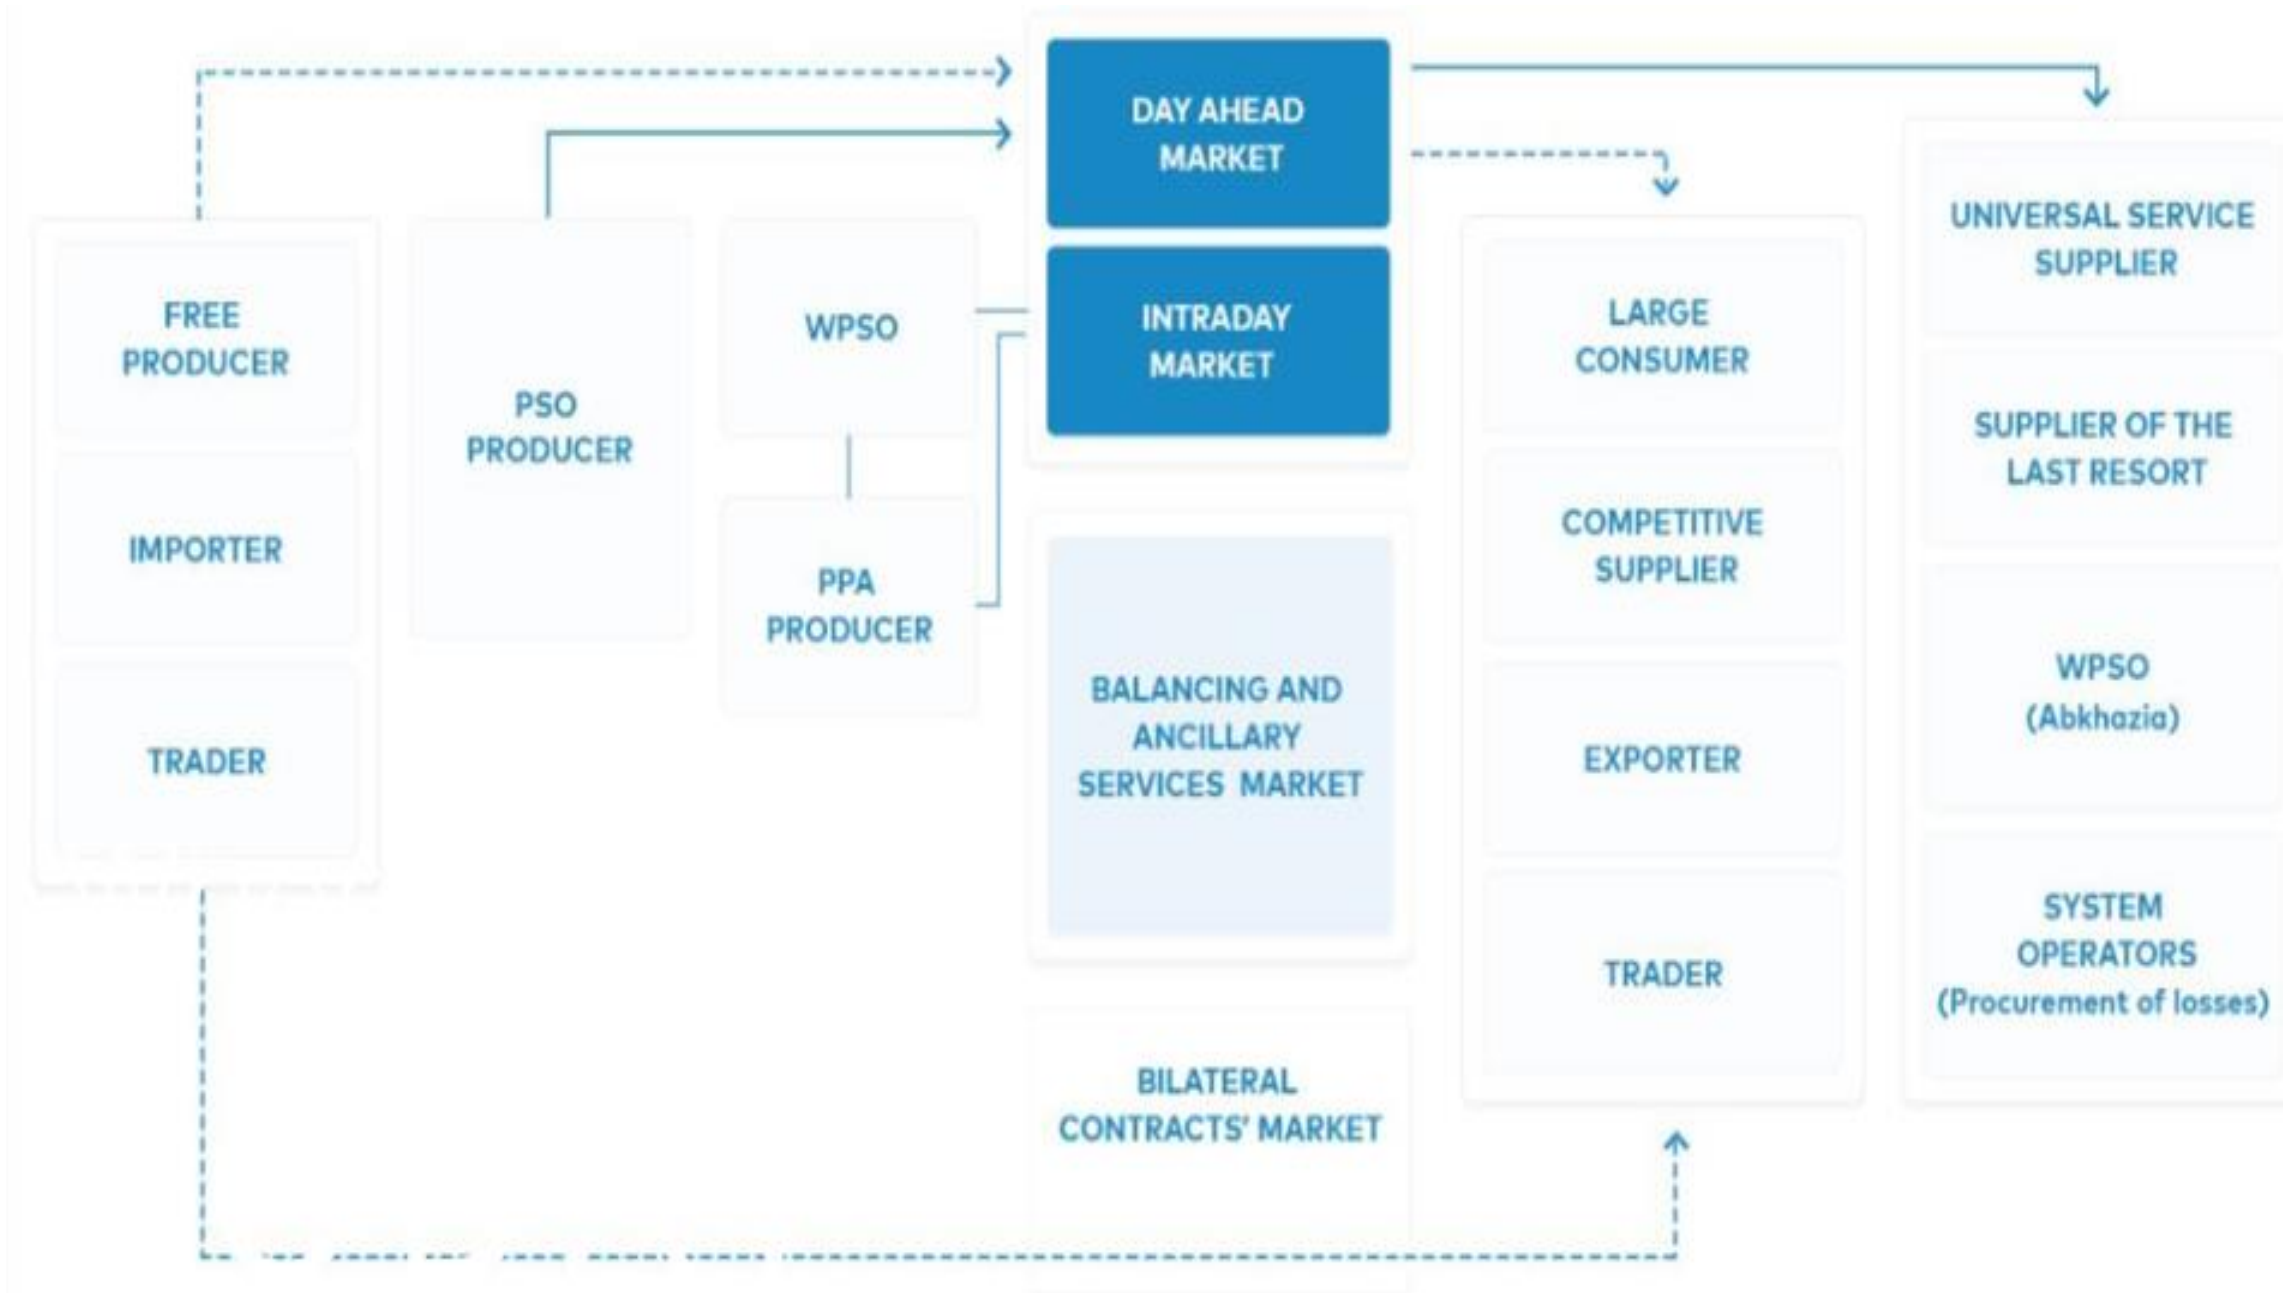 DAY AHEAD
MARKET
INTRADAY
MARKET
FREE
PRODUCER
IMPORTER
TRADER
PSO
PRODUCER
WPSO
PPA
PRODUCER
BALANCING AND
ANCILLARY
SERVICES MARKET
BILATERAL
CONTRACTS' MARKET
LARGE
CONSUMER
COMPETITIVE
SUPPLIER
EXPORTER
TRADER
UNIVERSAL SERVICE
SUPPLIER
SUPPLIER OF THE
LAST RESORT
WPSO
(Abkhazia)
SYSTEM
OPERATORS
(Procurement of losses)